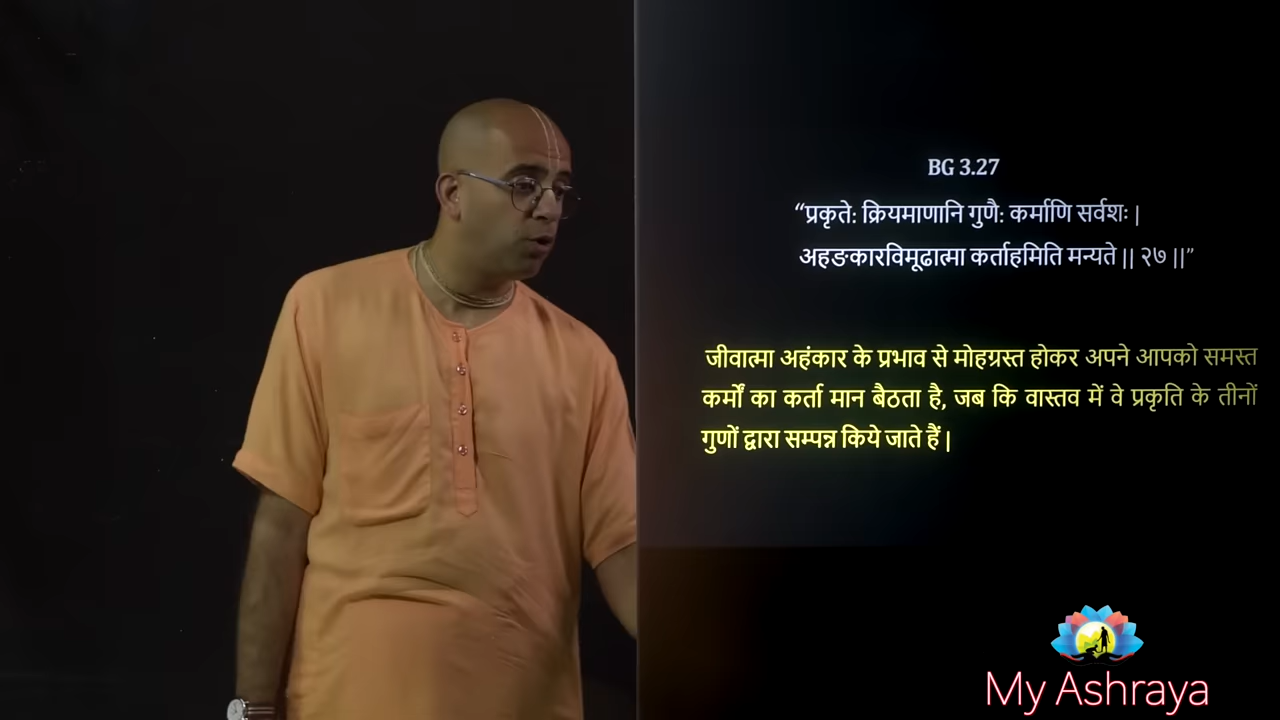 BG 3.27
“प्रकृते: क्रियमाणानि गुणै: कर्माणि सर्वशः |
अहङकारविमूढात्मा कर्ताहमिति मन्यते || २७ ||”
जीवात्मा अहंकार के प्रभाव से मोहग्रस्त होकर अपने आपको समस्त
कर्मों का कर्ता मान बैठता है, जब कि वास्तव में वे प्रकृति के तीनों
गुणों द्वारा सम्पन्न किये जाते हैं |
My Ashraya